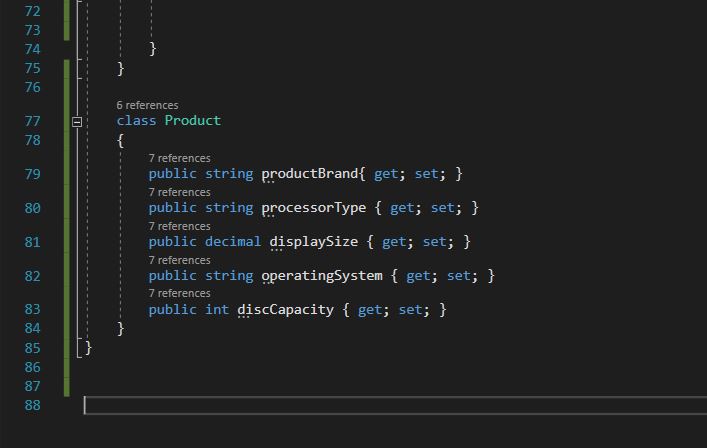 72
73
74 }
75 }
76
6 references
77 class Product
78 {
7 references
79 public string productBrand{ get; set; }
7 references
80 public string processorType { get; set; }
7 references
81 public decimal displaySize { get; set; }
7 references
82 public string operatingSystem { get; set; }
7 references
83 public int discCapacity { get; set; }
84 }
85 }
86
87
88